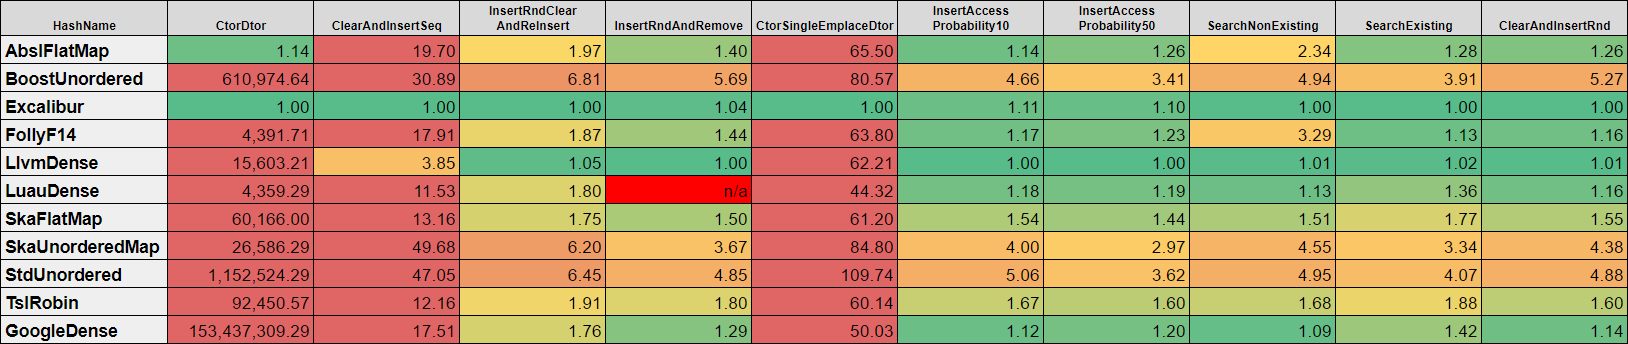 HashName CtorDtor ClearAndInsertSeq InsertRndClear AndReInsert InsertRndAndRemove CtorSingleEmplaceDtor InsertAccess Probability10 InsertAccess Probability50 SearchNonExisting SearchExisting ClearAndInsertRnd
AbslFlatMap 1.14 19.70 1.97 1.40 65.50 1.14 1.26 2.34 1.28 1.26
BoostUnordered 610,974.64 30.89 6.81 5.69 80.57 4.66 3.41 4.94 3.91 5.27
Excalibur 1.00 1.00 1.00 1.04 1.00 1.11 1.10 1.00 1.00 1.00
FollyF14 4,391.71 17.91 1.87 1.44 63.80 1.17 1.23 3.29 1.13 1.16
LlvmDense 15,603.21 3.85 1.05 1.00 62.21 1.00 1.00 1.01 1.02 1.01
LuauDense 4,359.29 11.53 1.80 n/a 44.32 1.18 1.19 1.13 1.36 1.16
SkaFlatMap 60,166.00 13.16 1.75 1.50 61.20 1.54 1.44 1.51 1.77 1.55
SkaUnorderedMap 26,586.29 49.68 6.20 3.67 84.80 4.00 2.97 4.55 3.34 4.38
StdUnordered 1,152,524.29 47.05 6.45 4.85 109.74 5.06 3.62 4.95 4.07 4.88
TslRobin 92,450.57 12.16 1.91 1.80 60.14 1.67 1.60 1.68 1.88 1.60
GoogleDense 153,437,309.29 17.51 1.76 1.29 50.03 1.12 1.20 1.09 1.42 1.14